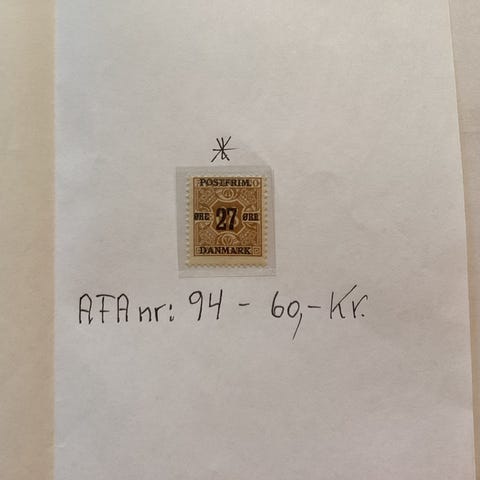 *
POSTFRIM.
ØRE 27 ØRE
DANMARK
AFA nr: 94 - 60,- Kr.